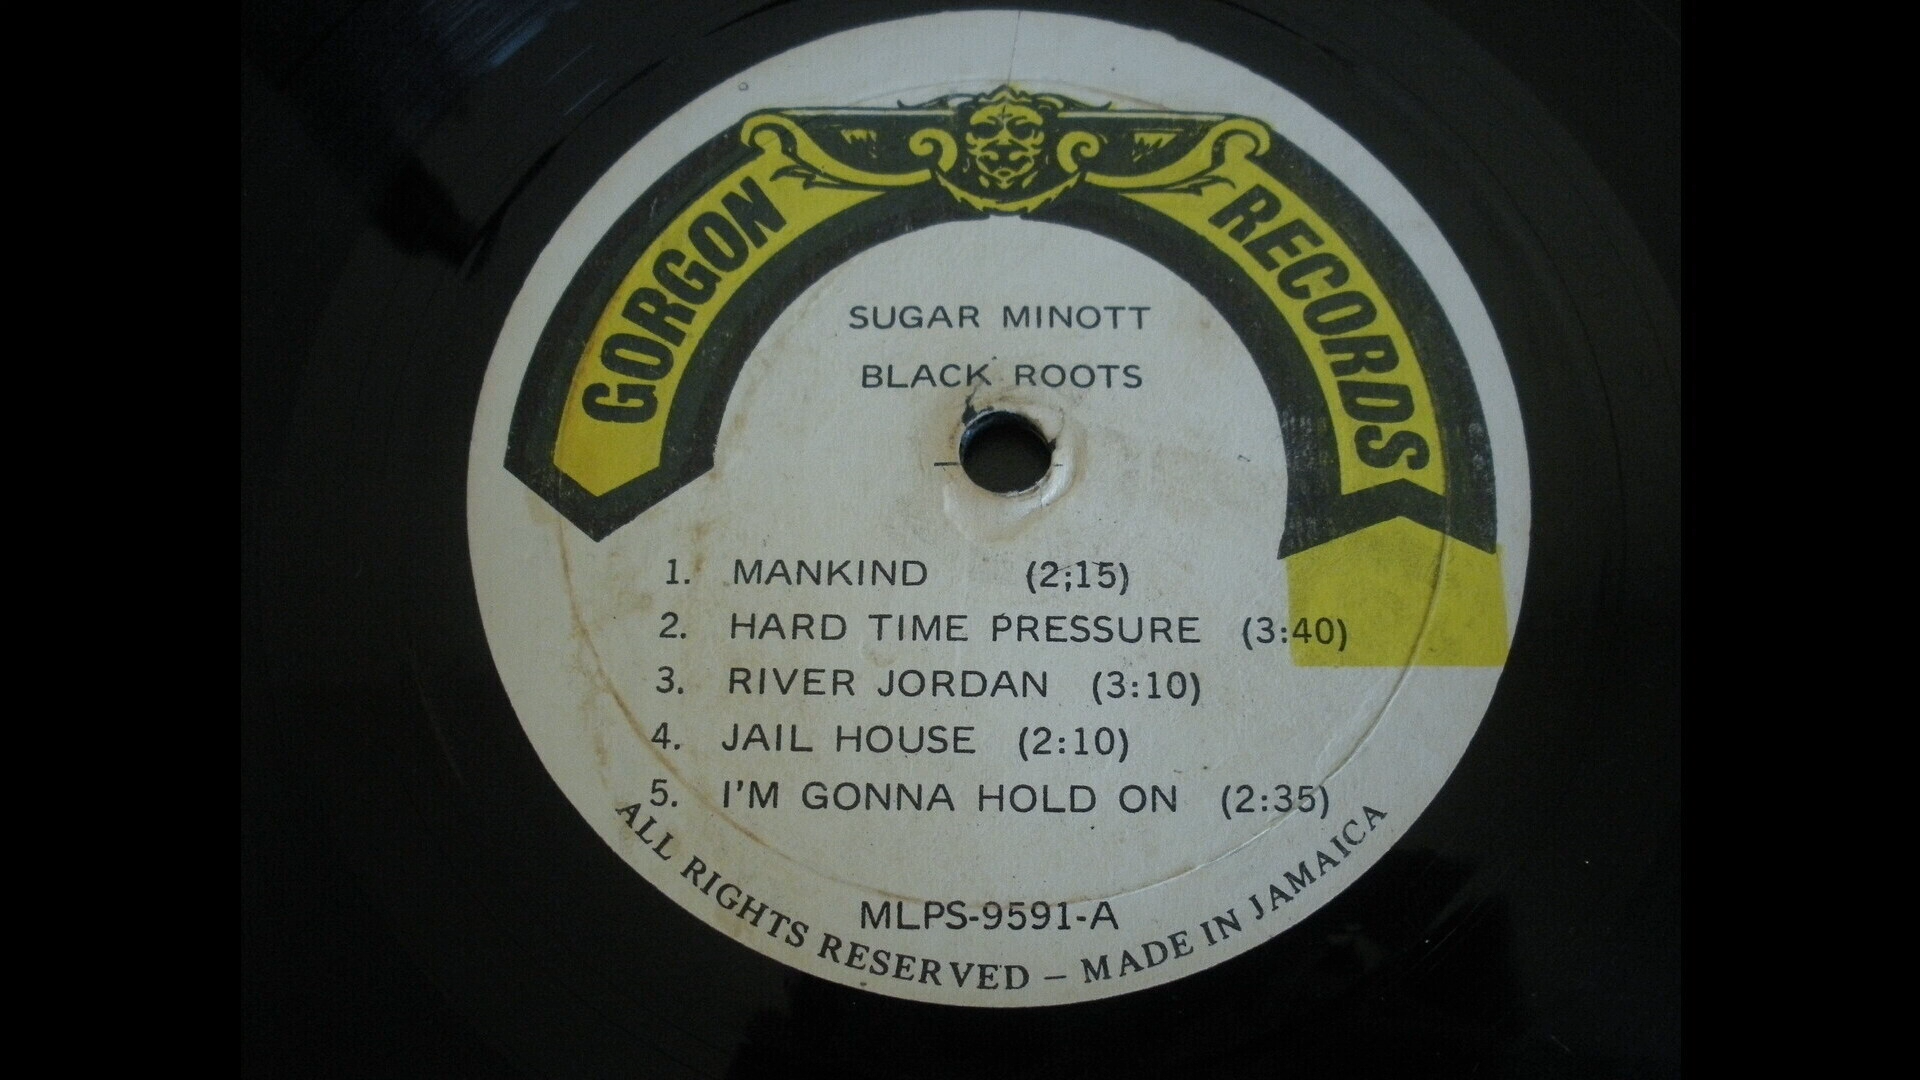 GORGON RECORDS
SUGAR MINOTT
BLACK ROOTS
1. MANKIND (2;15)
2. HARD TIME PRESSURE (3:40)
3. RIVER JORDAN (3:10)
4. JAIL HOUSE (2:10)
5. I'M GONNA HOLD ON (2:35)
MLPS-9591-A
ALL RIGHTS RESERVED – MADE IN JAMAICA